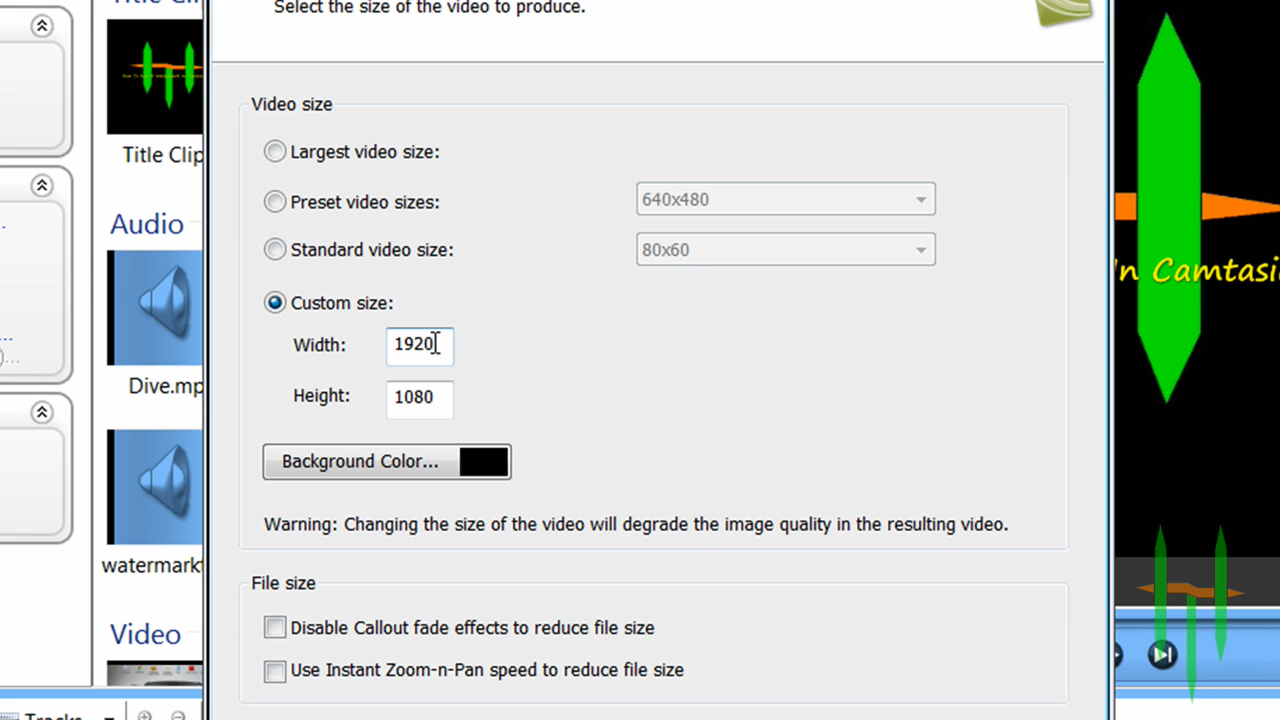 Select the size of the video to produce.
Title Clip
Audio
Dive.mp
watermark
Video
Tracks
Video size
Largest video size:
Preset video sizes:
640x480
Standard video size:
80x60
Custom size:
Width:
1920
Height:
1080
Background Color...
Warning: Changing the size of the video will degrade the image quality in the resulting video.
File size
Disable Callout fade effects to reduce file size
Use Instant Zoom-n-Pan speed to reduce file size
In Camtasi